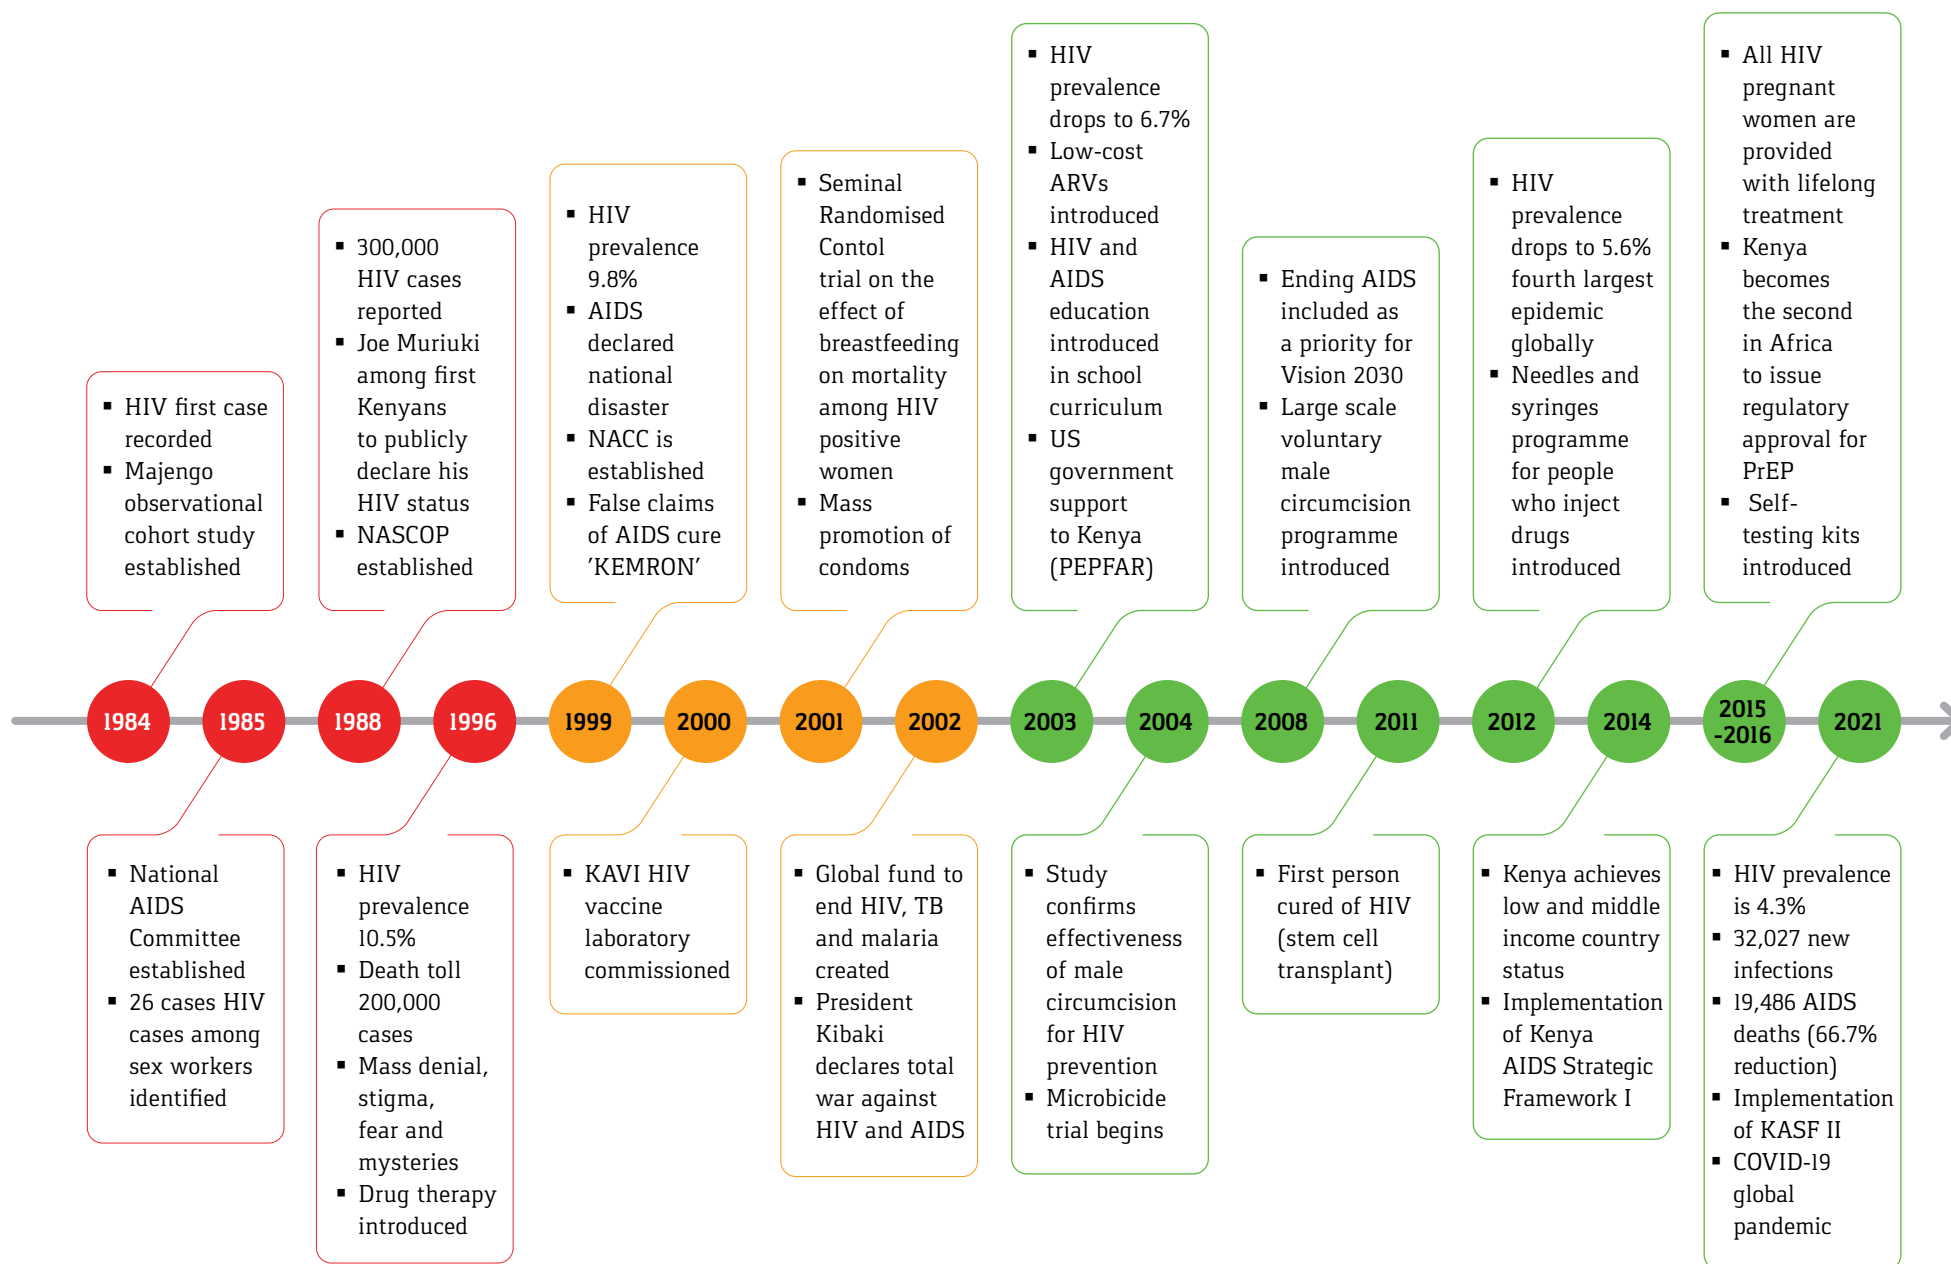 ▪ HIV first case
recorded
▪ Majengo
observational
cohort study
established
▪ 300,000
HIV cases
reported
▪ Joe Muriuki
among first
Kenyans
to publicly
declare his
HIV status
▪ NASCOP
established
▪ HIV
prevalence
9.8%
▪ AIDS
declared
national
disaster
▪ NACC is
established
▪ False claims
of AIDS cure
'KEMRON'
▪ Seminal
Randomised
Contol
trial on the
effect of
breastfeeding
on mortality
among HIV
positive
women
▪ Mass
promotion of
condoms
▪ HIV
prevalence
drops to 6.7%
▪ Low-cost
ARVs
introduced
▪ HIV and
AIDS
education
introduced
in school
curriculum
▪ US
government
support
to Kenya
(PEPFAR)
▪ Ending AIDS
included as
a priority for
Vision 2030
▪ Large scale
voluntary
male
circumcision
programme
introduced
▪ HIV
prevalence
drops to 5.6%
fourth largest
epidemic
globally
▪ Needles and
syringes
programme
for people
who inject
drugs
introduced
▪ All HIV
pregnant
women are
provided
with lifelong
treatment
▪ Kenya
becomes
the second
in Africa
to issue
regulatory
approval for
PrEP
▪ Self-
testing kits
introduced
1984
1985
1988
1996
1999
2000
2001
2002
2003
2004
2008
2011
2012
2014
2015
-2016
2021
▪ National
AIDS
Committee
established
▪ 26 cases HIV
cases among
sex workers
identified
▪ HIV
prevalence
10.5%
▪ Death toll
200,000
cases
▪ Mass denial,
stigma,
fear and
mysteries
▪ Drug therapy
introduced
▪ KAVI HIV
vaccine
laboratory
commissioned
▪ Global fund to
end HIV, TB
and malaria
created
▪ President
Kibaki
declares total
war against
HIV and AIDS
▪ Study
confirms
effectiveness
of male
circumcision
for HIV
prevention
▪ Microbicide
trial begins
▪ First person
cured of HIV
(stem cell
transplant)
▪ Kenya achieves
low and middle
income country
status
▪ Implementation
of Kenya
AIDS Strategic
Framework I
▪ HIV prevalence
is 4.3%
▪ 32,027 new
infections
▪ 19,486 AIDS
deaths (66.7%
reduction)
▪ Implementation
of KASF II
▪ COVID-19
global
pandemic